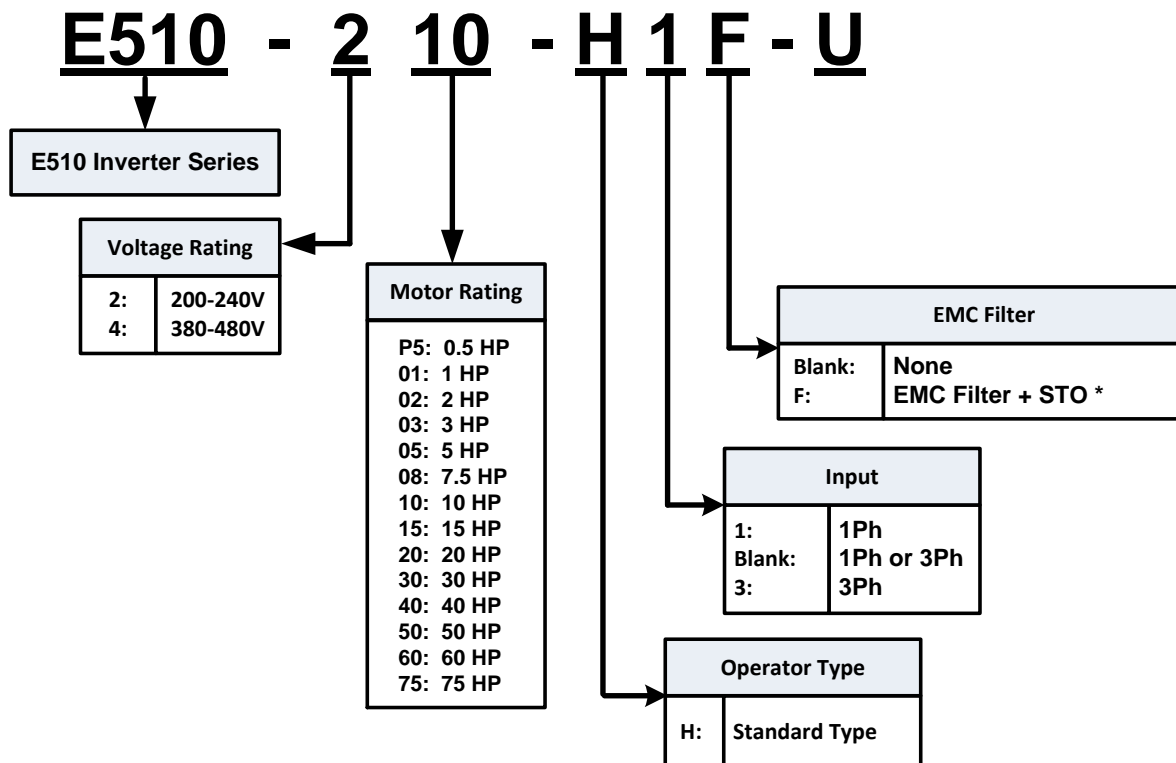 E510 - 2 10 - H 1 F - U
E510 Inverter Series
Voltage Rating
2: 200-240V
4: 380-480V
Motor Rating
P5: 0.5 HP
01: 1 HP
02: 2 HP
03: 3 HP
05: 5 HP
08: 7.5 HP
10: 10 HP
15: 15 HP
20: 20 HP
30: 30 HP
40: 40 HP
50: 50 HP
60: 60 HP
75: 75 HP
EMC Filter
Blank: None
F: EMC Filter + STO *
Input
1: 1Ph
Blank: 1Ph or 3Ph
3: 3Ph
Operator Type
H: Standard Type